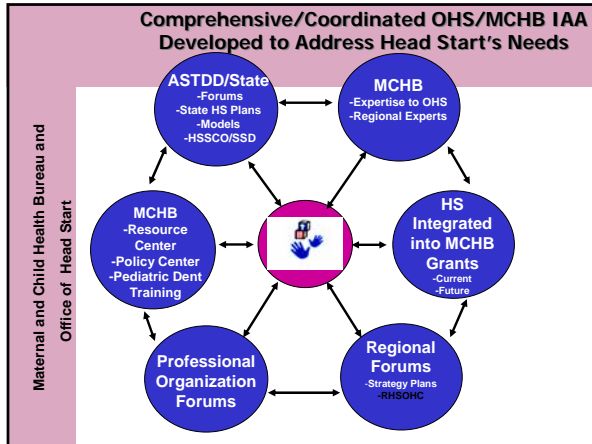 Comprehensive/Coordinated OHS/MCHB IAA
Developed to Address Head Start's Needs
Maternal and Child Health Bureau and
Office of Head Start
ASTDD/State
-Forums
-State HS Plans
-Models
-HSSCO/SSD
MCHB
-Expertise to OHS
-Regional Experts
MCHB
-Resource
Center
-Policy Center
-Pediatric Dent
Training
HS
Integrated
into MCHB
Grants
-Current
-Future
Professional
Organization
Forums
Regional
Forums
-Strategy Plans
-RHSOHC